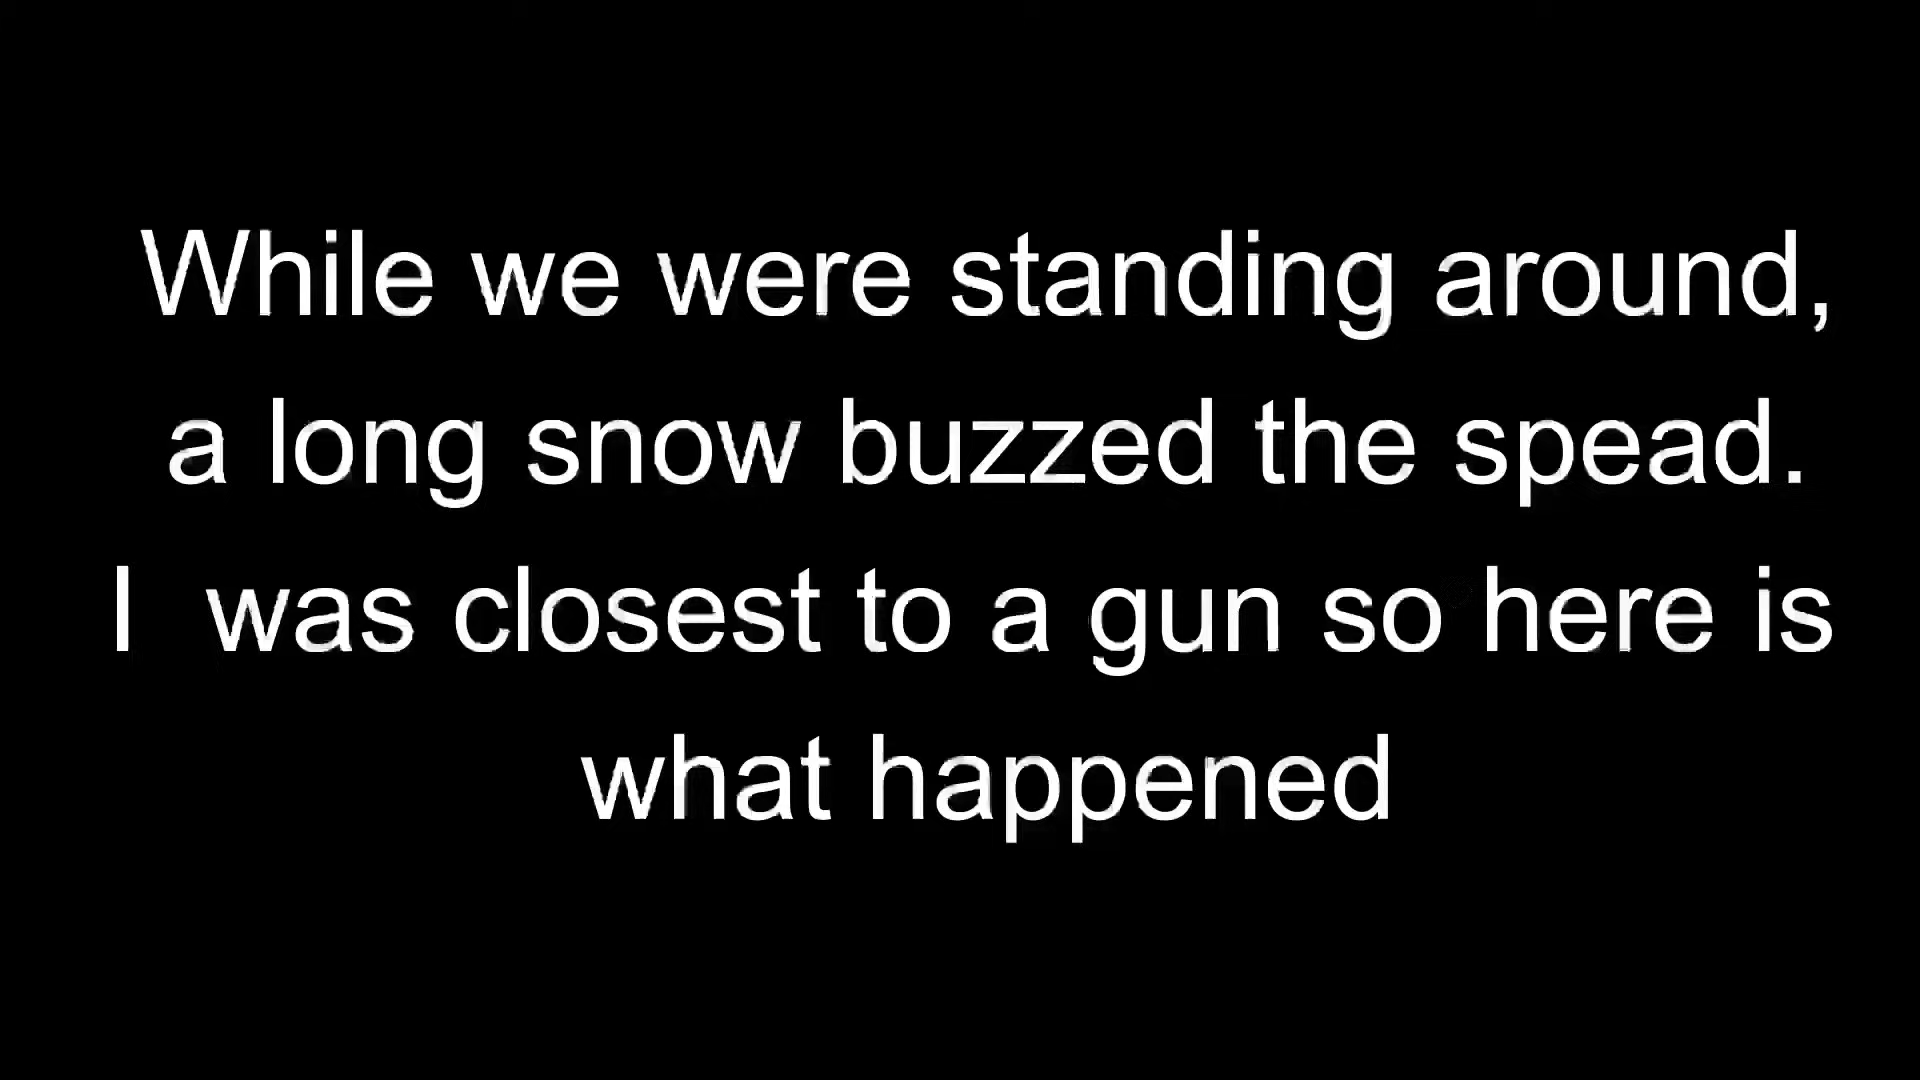 While we were standing around,
a long snow buzzed the spead.
I  was closest to a gun so here is
what happened